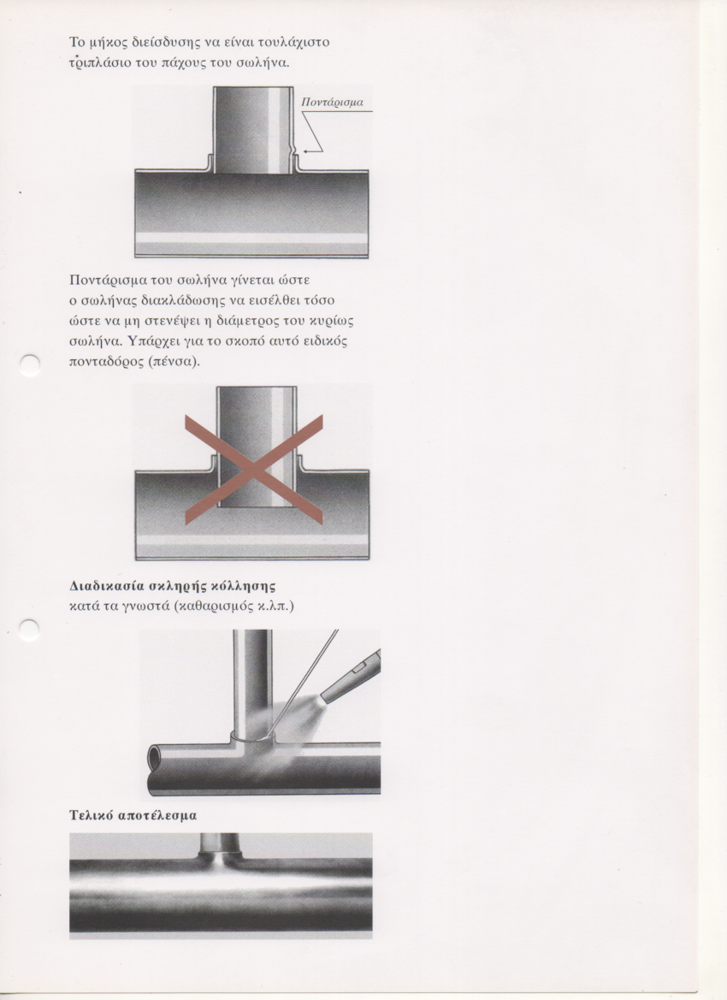 Το μήκος διείσδυσης να είναι τουλάχιστο
τριπλάσιο του πάχους του σωλήνα.
Ποντάρισμα
Ποντάρισμα του σωλήνα γίνεται ώστε
ο σωλήνας διακλάδωσης να εισέλθει τόσο
ώστε να μη στενέψει η διάμετρος του κυρίως
σωλήνα. Υπάρχει για το σκοπό αυτό ειδικός
πονταδόρος (πένσα).
Διαδικασία σκληρής κόλλησης
κατά τα γνωστά (καθαρισμός κ.λπ.)
Τελικό αποτέλεσμα